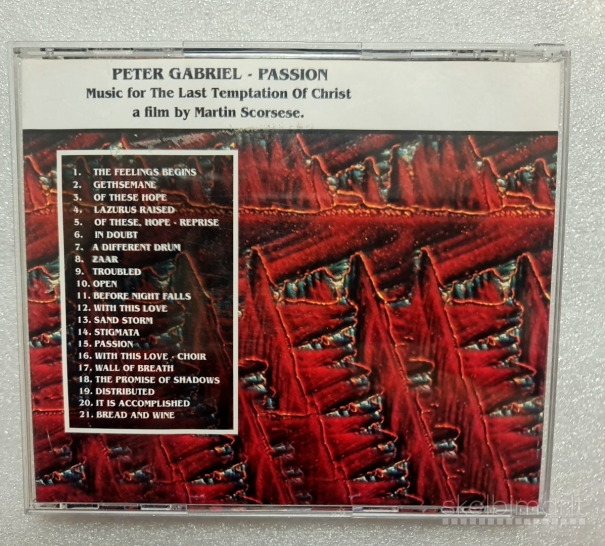 PETER GABRIEL - PASSION
Music for The Last Temptation Of Christ
a film by Martin Scorsese.
1. THE FEELINGS BEGINS
2. GETHSEMANE
3. OF THESE HOPE
4. LAZURUS RAISED
5. OF THESE, HOPE - REPRISE
6. IN DOUBT
7. A DIFFERENT DRUM
8. ZAAR
9. TROUBLED
10. OPEN
11. BEFORE NIGHT FALLS
12. WITH THIS LOVE
13. SAND STORM
14. STIGMATA
15. PASSION
16. WITH THIS LOVE - CHOIR
17. WALL OF BREATH
18. THE PROMISE OF SHADOWS
19. DISTRIBUTED
20. IT IS ACCOMPLISHED
21. BREAD AND WINE
skelbimai.lt